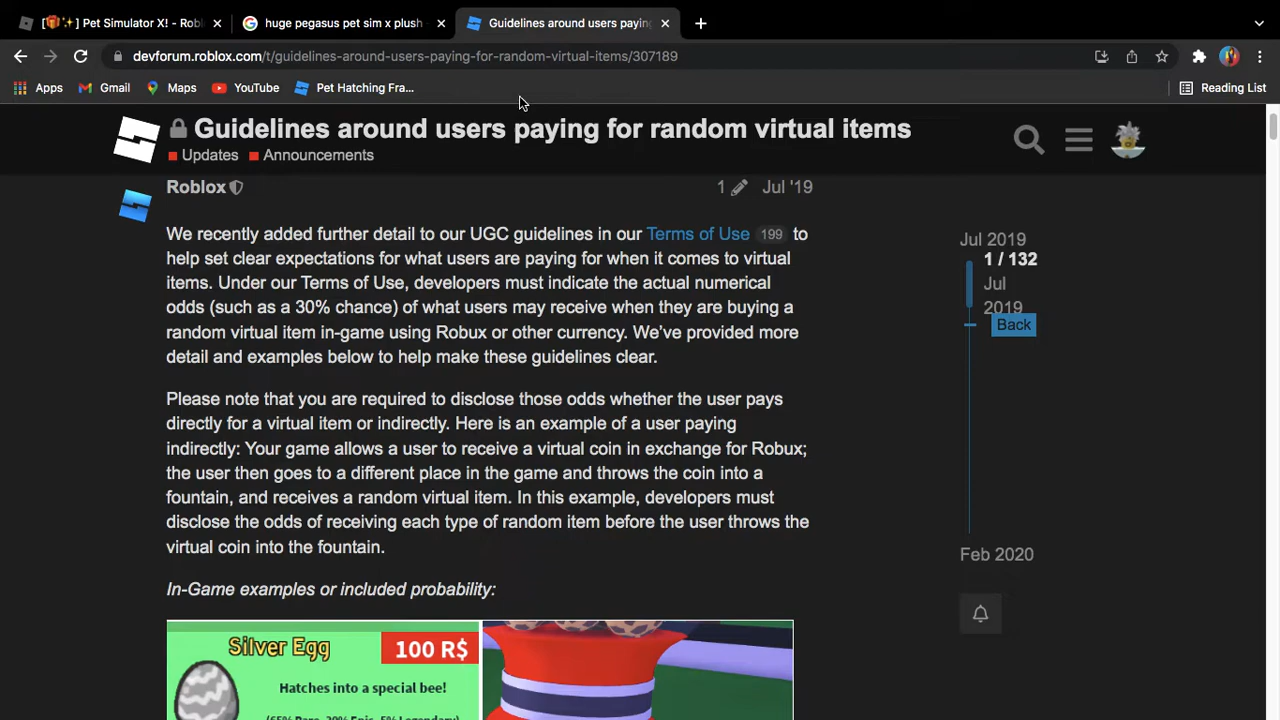 [🎁✨] Pet Simulator X! - Robl
huge pegasus pet sim x plush
Guidelines around users paying
devforum.roblox.com/t/guidelines-around-users-paying-for-random-virtual-items/307189
Apps Gmail Maps YouTube Pet Hatching Fra... Reading List
Guidelines around users paying for random virtual items
Updates Announcements
Roblox 1 Jul '19
We recently added further detail to our UGC guidelines in our Terms of Use 199 to
help set clear expectations for what users are paying for when it comes to virtual
items. Under our Terms of Use, developers must indicate the actual numerical
odds (such as a 30% chance) of what users may receive when they are buying a
random virtual item in-game using Robux or other currency. We've provided more
detail and examples below to help make these guidelines clear.
Please note that you are required to disclose those odds whether the user pays
directly for a virtual item or indirectly. Here is an example of a user paying
indirectly: Your game allows a user to receive a virtual coin in exchange for Robux;
the user then goes to a different place in the game and throws the coin into a
fountain, and receives a random virtual item. In this example, developers must
disclose the odds of receiving each type of random item before the user throws the
virtual coin into the fountain.
In-Game examples or included probability:
Silver Egg 100 R$
Hatches into a special bee!
(65% Rare, 30% Epic, 5% Legendary)
Jul 2019
1 / 132
Jul
2019
Back
Feb 2020